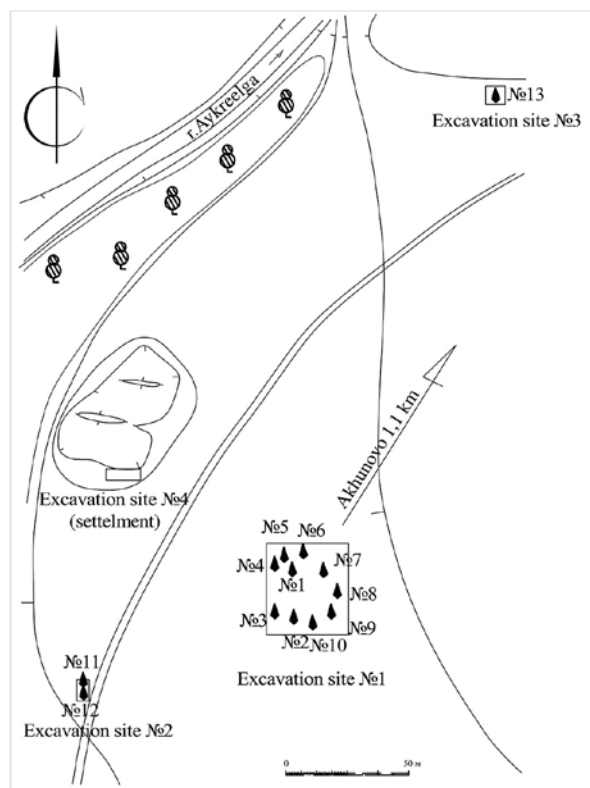 r.Aykreelga
№13
Excavation site №3
Akhunovo 1,1 km
Excavation site №4
(settelment)
№5
№6
№4
№1
№7
№8
№3
№2
№10
№9
Excavation site №1
№11
№12
Excavation site №2
0
50 м